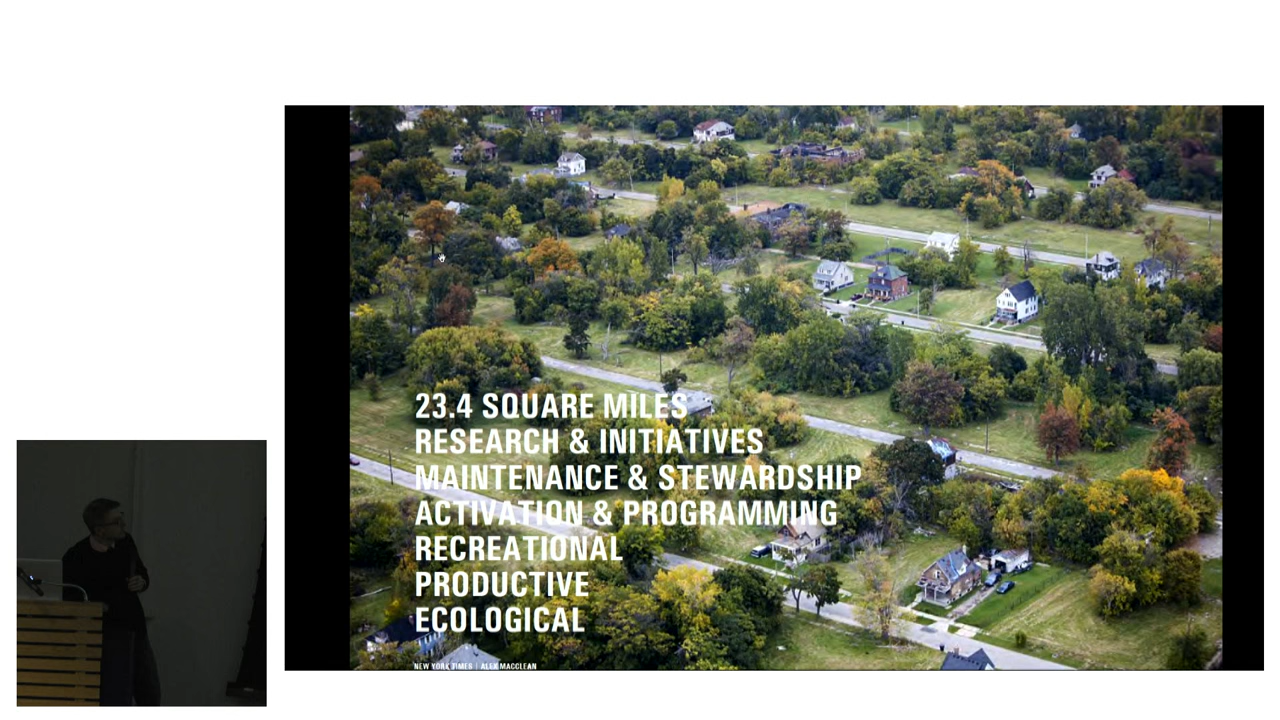 23.4 SQUARE MILES
RESEARCH & INITIATIVES
MAINTENANCE & STEWARDSHIP
ACTIVATION & PROGRAMMING
RECREATIONAL
PRODUCTIVE
ECOLOGICAL
NEW YORK TIMES | ALEX MACCLEAN